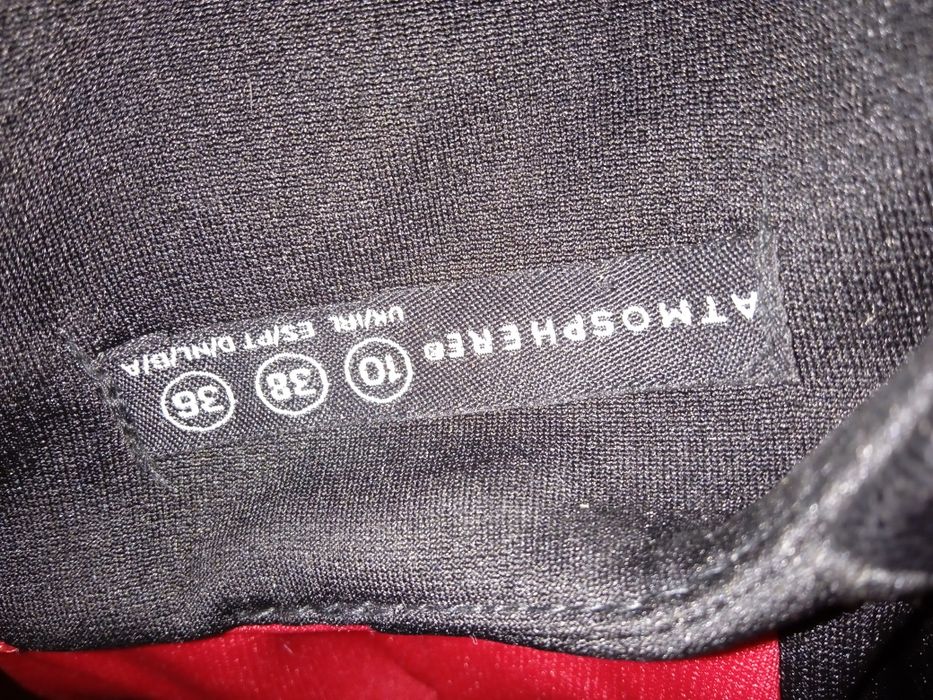 ATMOSPHERE®
10 38 36
UK/IRL ES/PT D/NL/B/A